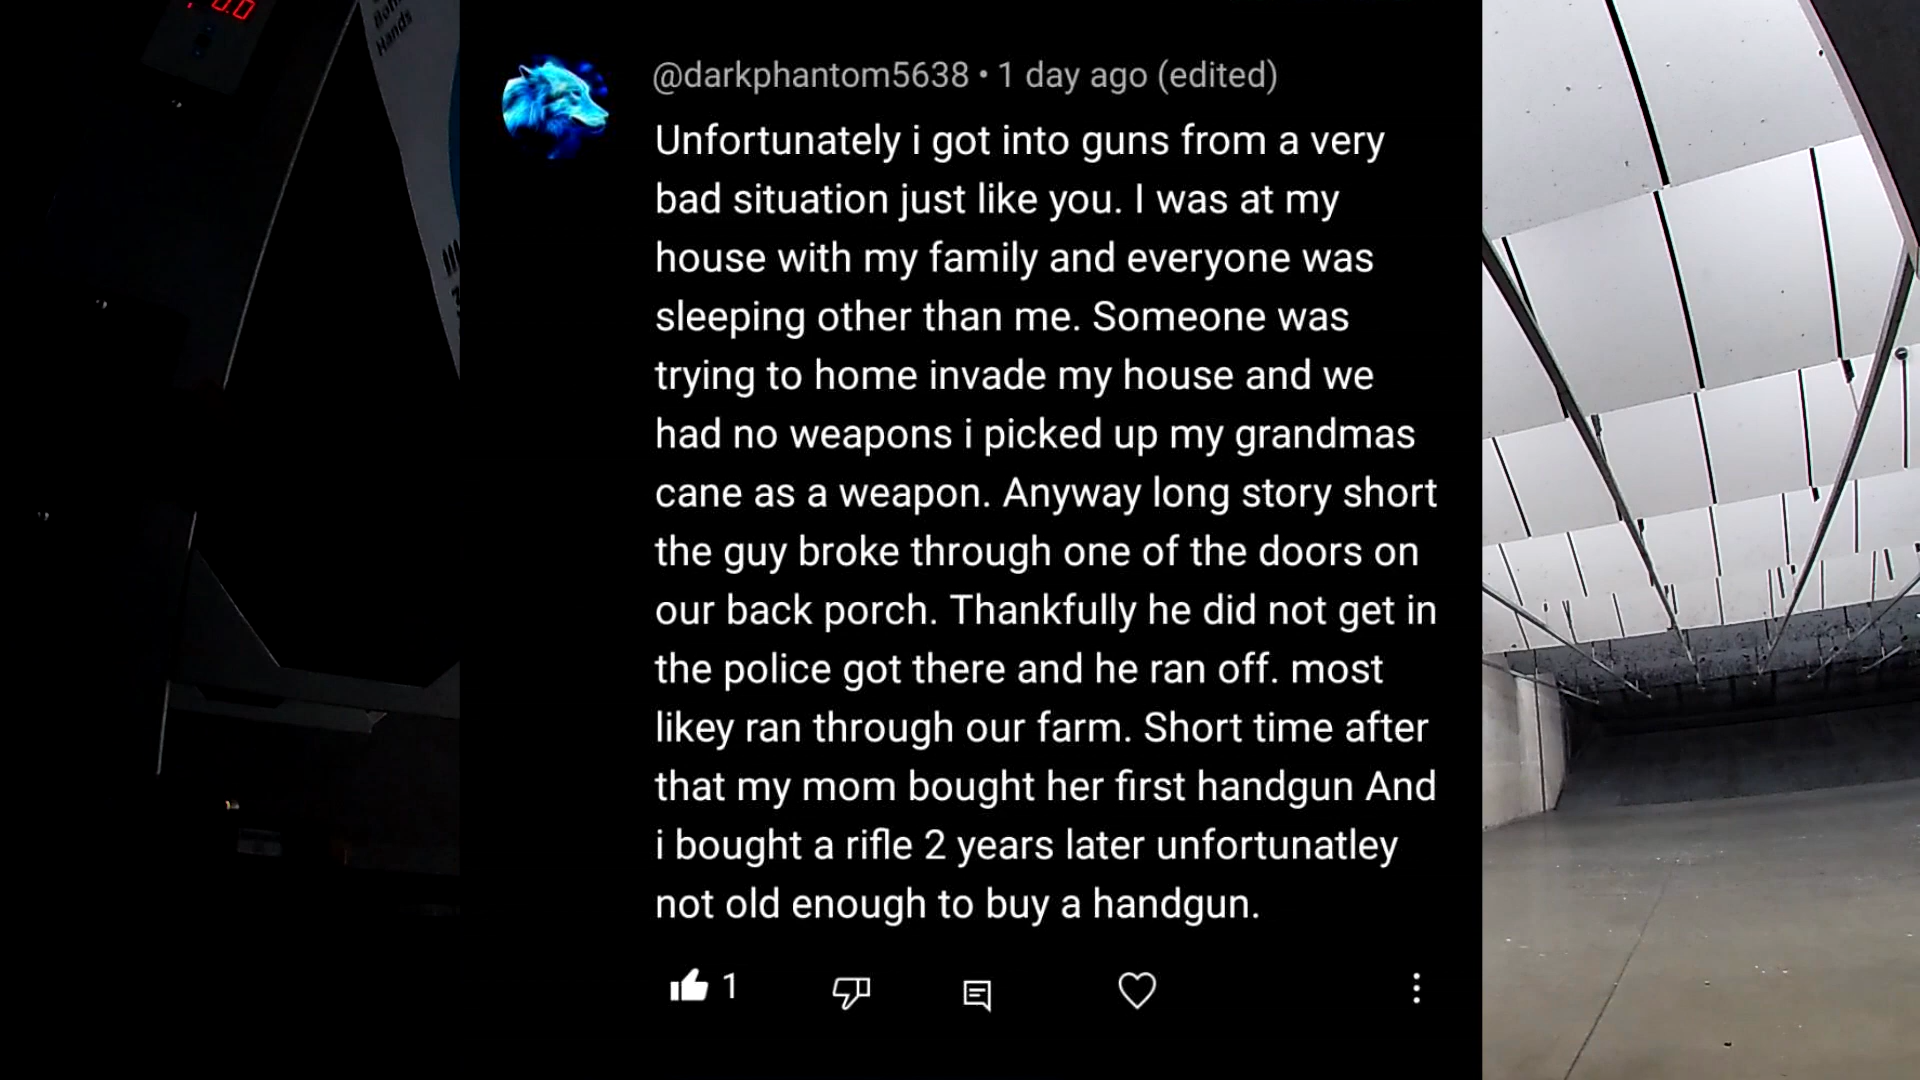 0.0
Hands
@darkphantom5638 • 1 day ago (edited)
Unfortunately i got into guns from a very
bad situation just like you. I was at my
house with my family and everyone was
sleeping other than me. Someone was
trying to home invade my house and we
had no weapons i picked up my grandmas
cane as a weapon. Anyway long story short
the guy broke through one of the doors on
our back porch. Thankfully he did not get in
the police got there and he ran off. most
likey ran through our farm. Short time after
that my mom bought her first handgun And
i bought a rifle 2 years later unfortunatley
not old enough to buy a handgun.
1